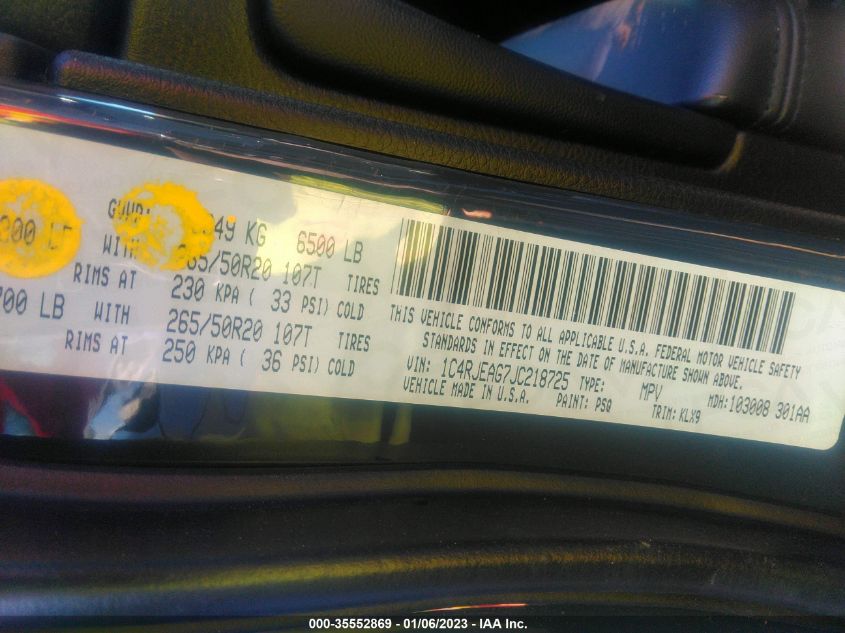 GVWR: 49 KG 6500 LB
300
WITH 265/50R20 107T TIRES
RIMS AT 230 KPA ( 33 PSI) COLD
700 LB WITH 265/50R20 107T TIRES
RIMS AT 250 KPA ( 36 PSI) COLD
THIS VEHICLE CONFORMS TO ALL APPLICABLE U.S.A. FEDERAL MOTOR VEHICLE SAFETY
STANDARDS IN EFFECT ON THE DATE OF MANUFACTURE SHOWN ABOVE.
VIN: 1C4RJEAG7JC218725 TYPE: MPV MDH:103008 301AA
VEHICLE MADE IN U.S.A. PAINT: PSQ TRIM: KLX9
000-35552869 - 01/06/2023 - IAA Inc.